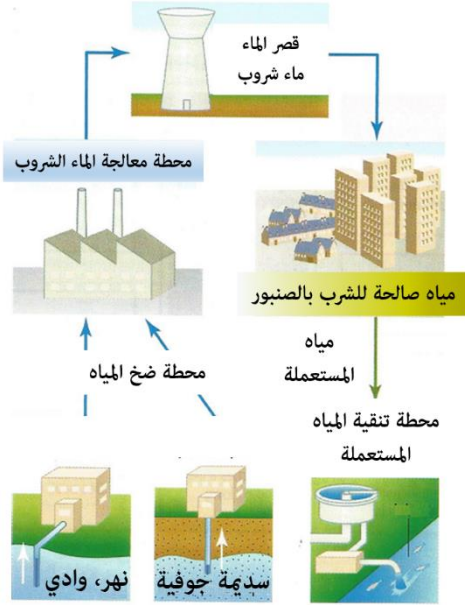 قصر الماء
ماء شروب
محطة معالجة الماء الشروب
مياه صالحة للشرب بالصنبور
مياه
المستعملة
محطة ضخ المياه
محطة تنقية المياه
المستعملة
سديمة جوفية
نهر، وادي